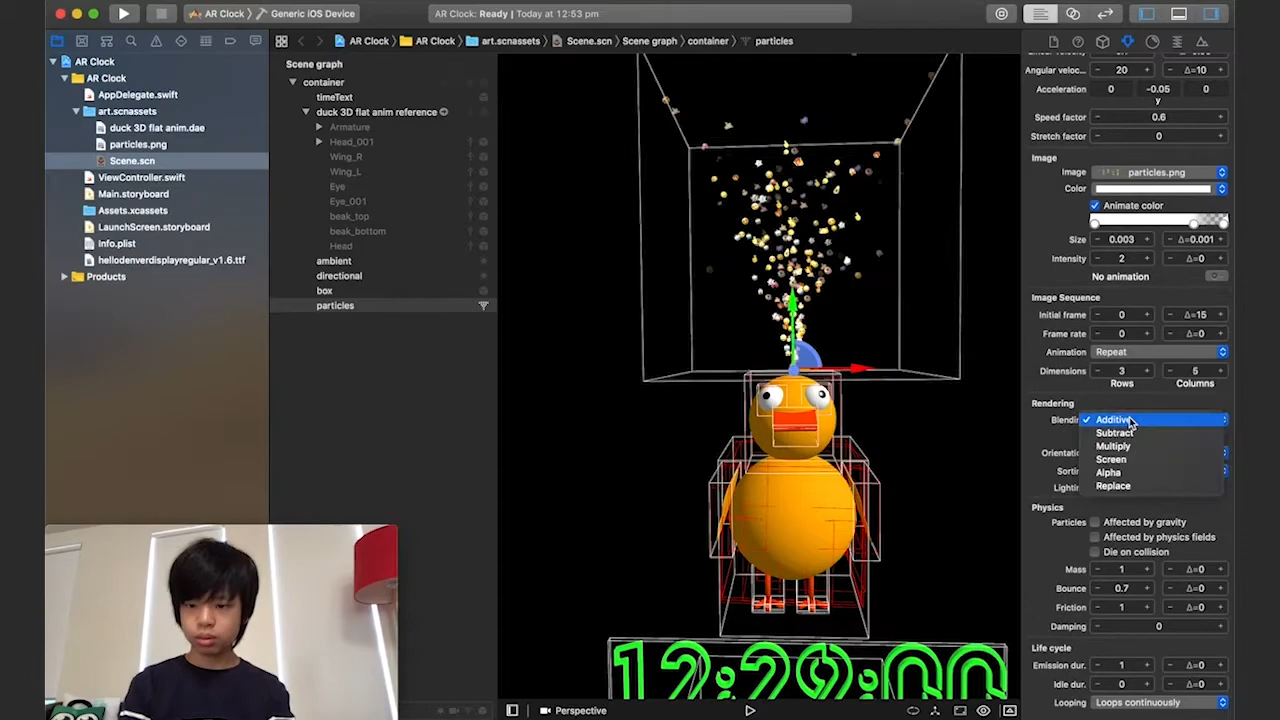 AR Clock
Generic iOS Device
AR Clock: Ready
Today at 12:53 pm
AR Clock
AR Clock
AppDelegate.swift
art.scnassets
duck 3D flat anim.dae
particles.png
Scene.scn
ViewController.swift
Main.storyboard
Assets.xcassets
LaunchScreen.storyboard
Info.plist
hellodenverdisplayregular_v1.6.ttf
Products
AR Clock
AR Clock
art.scnassets
Scene.scn
Scene graph
container
particles
Scene graph
container
timeText
duck 3D flat anim reference
Armature
Head_001
Wing_R
Wing_L
Eye
Eye_001
beak_top
beak_bottom
Head
ambient
directional
box
particles
12:29:00
Perspective
Angular veloc... 20 Δ=10
Acceleration 0 -0.05 0
y
Speed factor 0.6
Stretch factor 0
Image
Image particles.png
Color
Animate color
Size 0.003 Δ=0.001
Intensity 2 Δ=0
No animation
Image Sequence
Initial frame 0 Δ=15
Frame rate 0 Δ=0
Animation Repeat
Dimensions 3 5
Rows Columns
Rendering
Additive
Subtract
Multiply
Screen
Alpha
Replace
Physics
Particles Affected by gravity
Affected by physics fields
Die on collision
Mass 1 Δ=0
Bounce 0.7 Δ=0
Friction 1 Δ=0
Damping 0
Life cycle
Emission dur. 1 Δ=0
Idle dur. 0 Δ=0
Looping Loops continuously